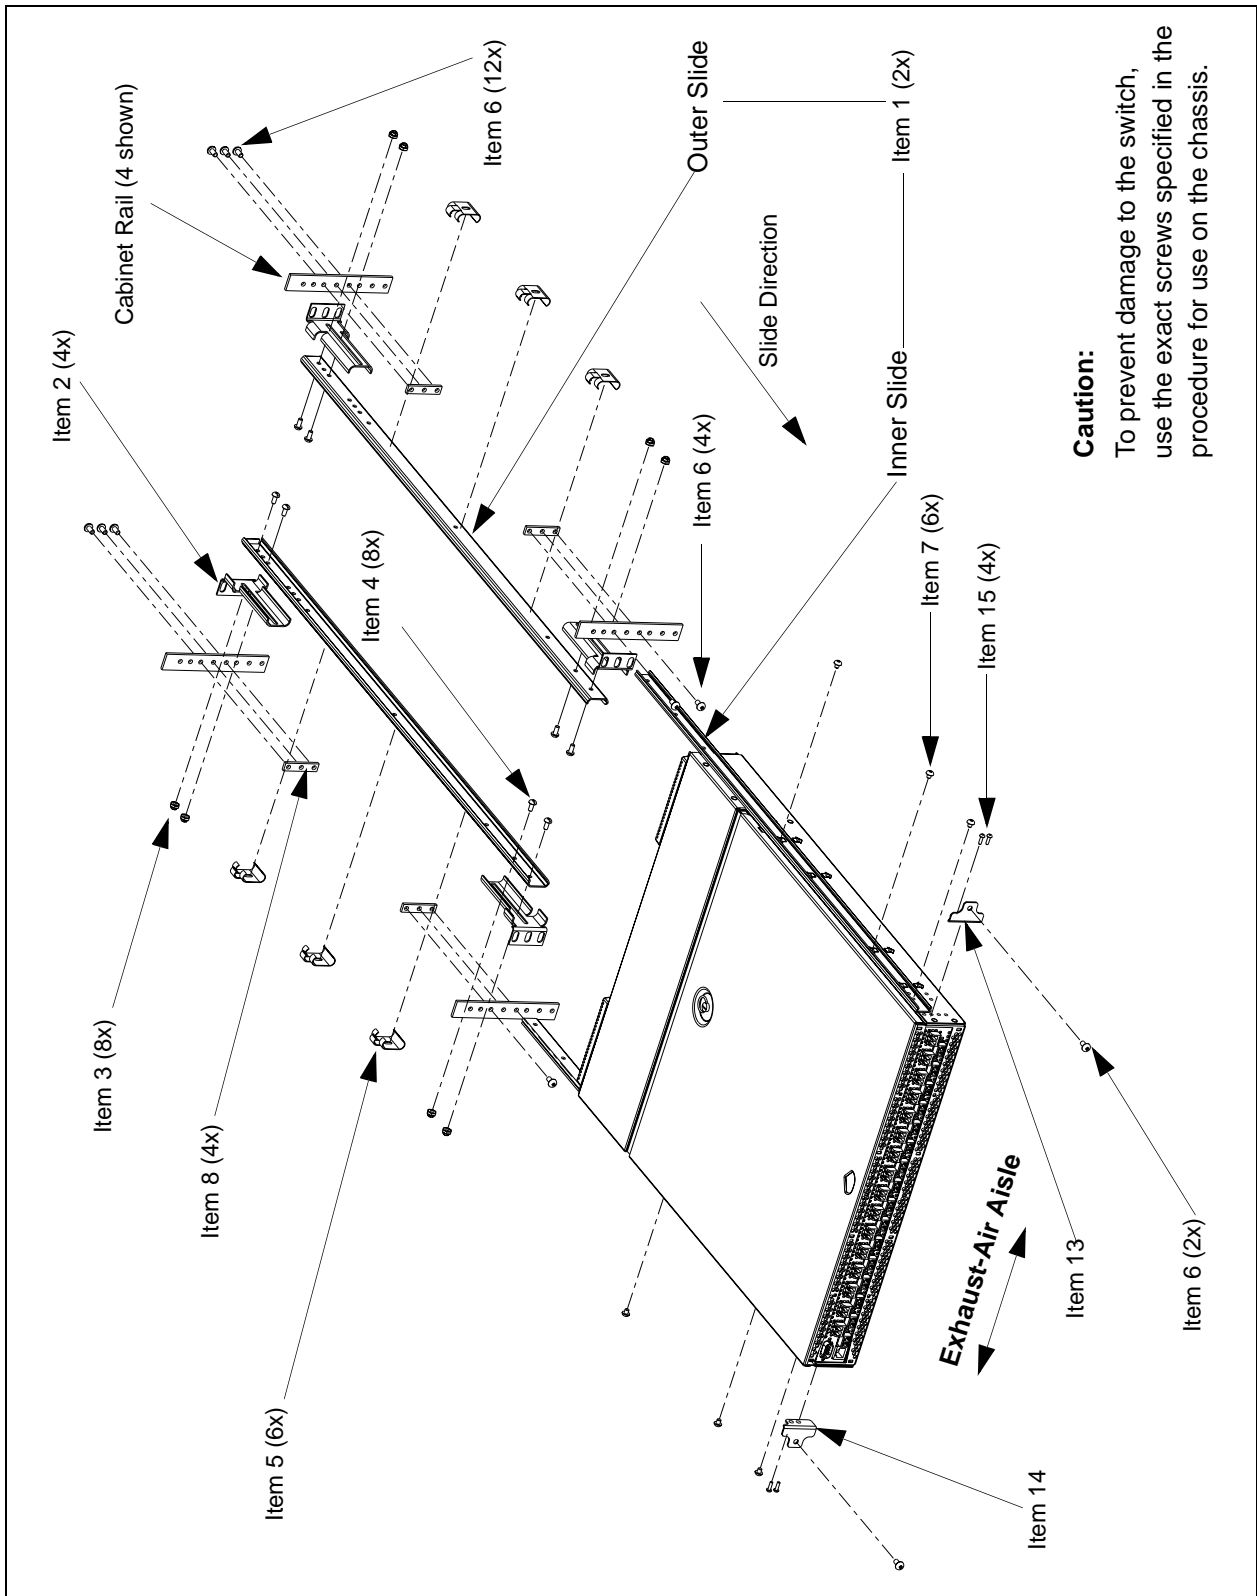 Item 3 (8x)
Item 8 (4x)
Item 5 (6x)
Item 2 (4x)
Cabinet Rail (4 shown)
Item 4 (8x)
Item 6 (12x)
Outer Slide
Item 1 (2x)
Slide Direction
Inner Slide
Item 6 (4x)
Item 7 (6x)
Item 15 (4x)
Exhaust-Air Aisle
Item 13
Item 6 (2x)
Item 14
Caution:
To prevent damage to the switch,
use the exact screws specified in the
procedure for use on the chassis.